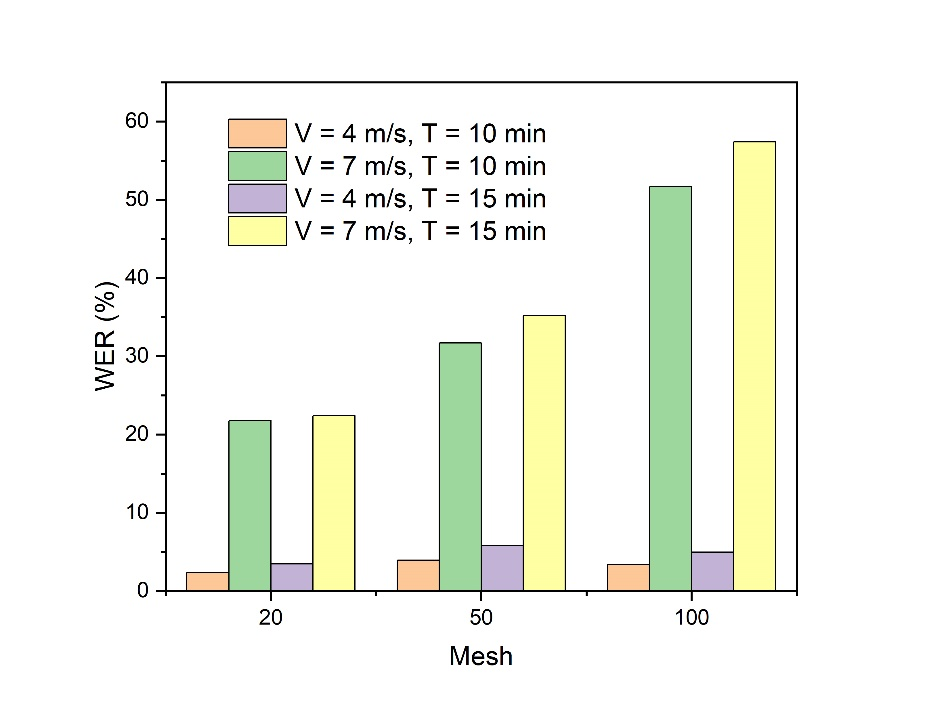 V = 4 m/s, T = 10 min
V = 7 m/s, T = 10 min
V = 4 m/s, T = 15 min
V = 7 m/s, T = 15 min
60
50
40
30
20
10
0
WER (%)
20 50 100
Mesh